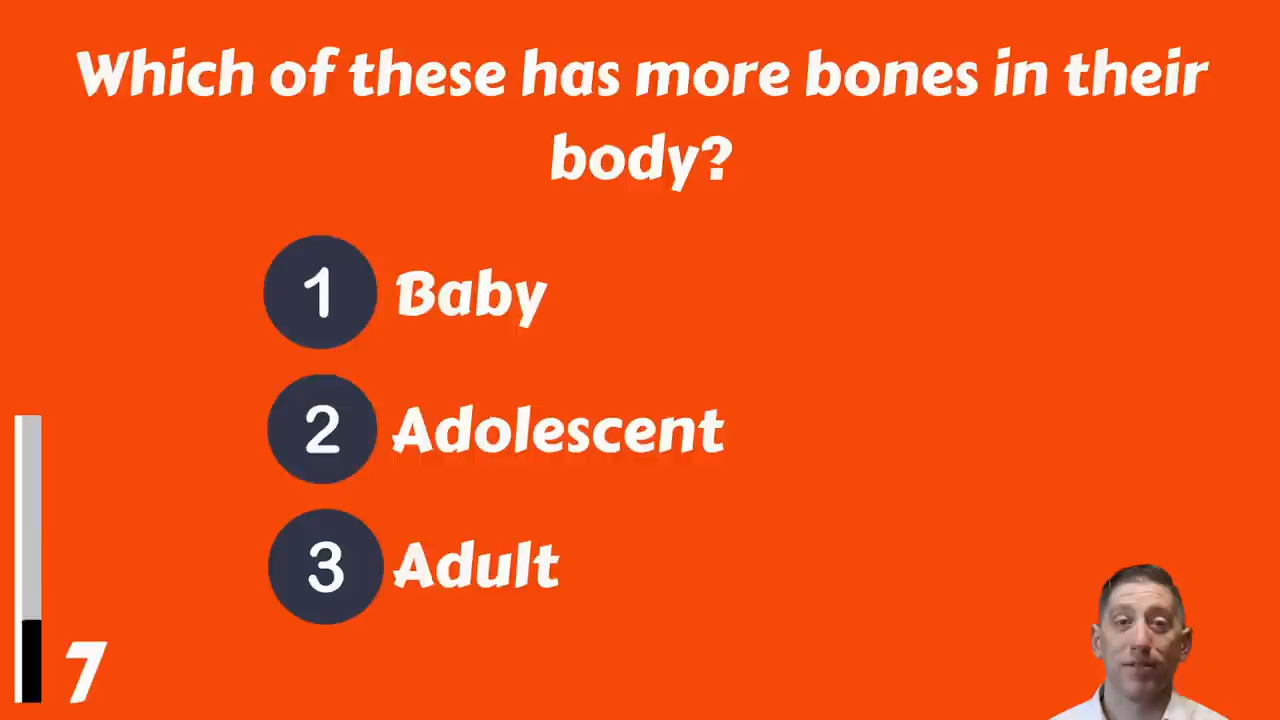 Which of these has more bones in their
body?
1 Baby
2 Adolescent
3 Adult
7